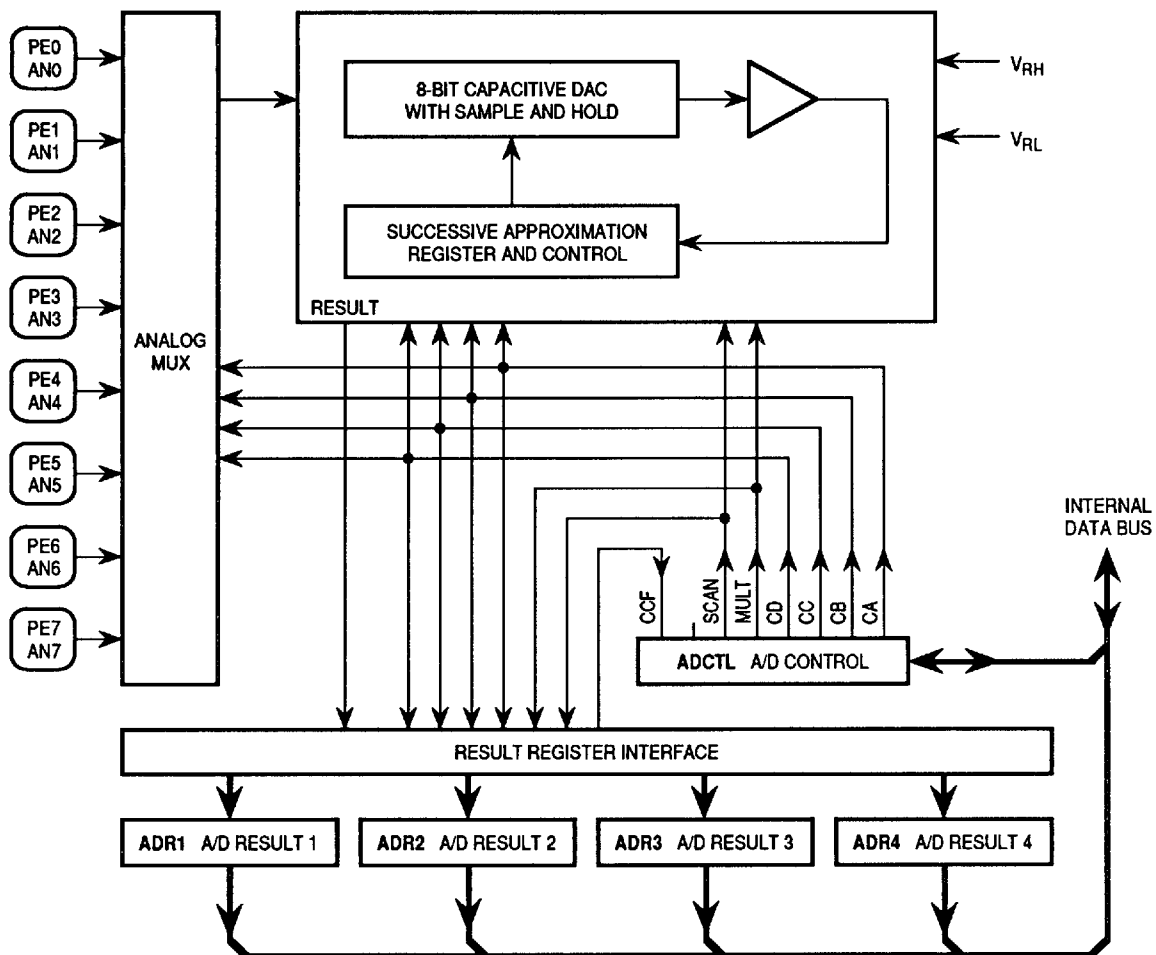 PE0
AN0
PE1
AN1
PE2
AN2
PE3
AN3
PE4
AN4
PE5
AN5
PE6
AN6
PE7
AN7
ANALOG
MUX
8-BIT CAPACITIVE DAC
WITH SAMPLE AND HOLD
SUCCESSIVE APPROXIMATION
REGISTER AND CONTROL
RESULT
VRH
VRL
INTERNAL
DATA BUS
CCF
SCAN
MULT
CD
CC
CB
CA
ADCTL A/D CONTROL
RESULT REGISTER INTERFACE
ADR1 A/D RESULT 1
ADR2 A/D RESULT 2
ADR3 A/D RESULT 3
ADR4 A/D RESULT 4